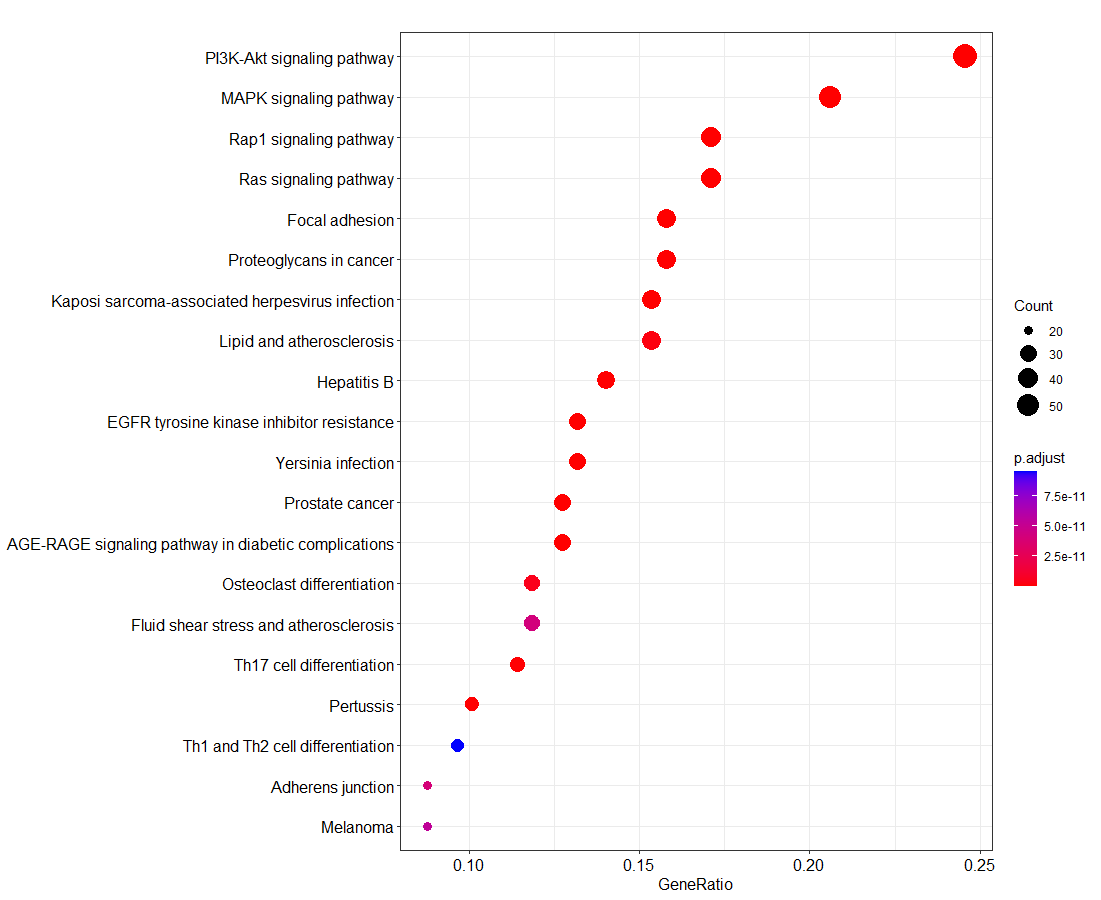 PI3K-Akt signaling pathway
MAPK signaling pathway
Rap1 signaling pathway
Ras signaling pathway
Focal adhesion
Proteoglycans in cancer
Kaposi sarcoma-associated herpesvirus infection
Lipid and atherosclerosis
Hepatitis B
EGFR tyrosine kinase inhibitor resistance
Yersinia infection
Prostate cancer
AGE-RAGE signaling pathway in diabetic complications
Osteoclast differentiation
Fluid shear stress and atherosclerosis
Th17 cell differentiation
Pertussis
Th1 and Th2 cell differentiation
Adherens junction
Melanoma
0.10 0.15 0.20 0.25
GeneRatio
Count
20
30
40
50
p.adjust
7.5e-11
5.0e-11
2.5e-11